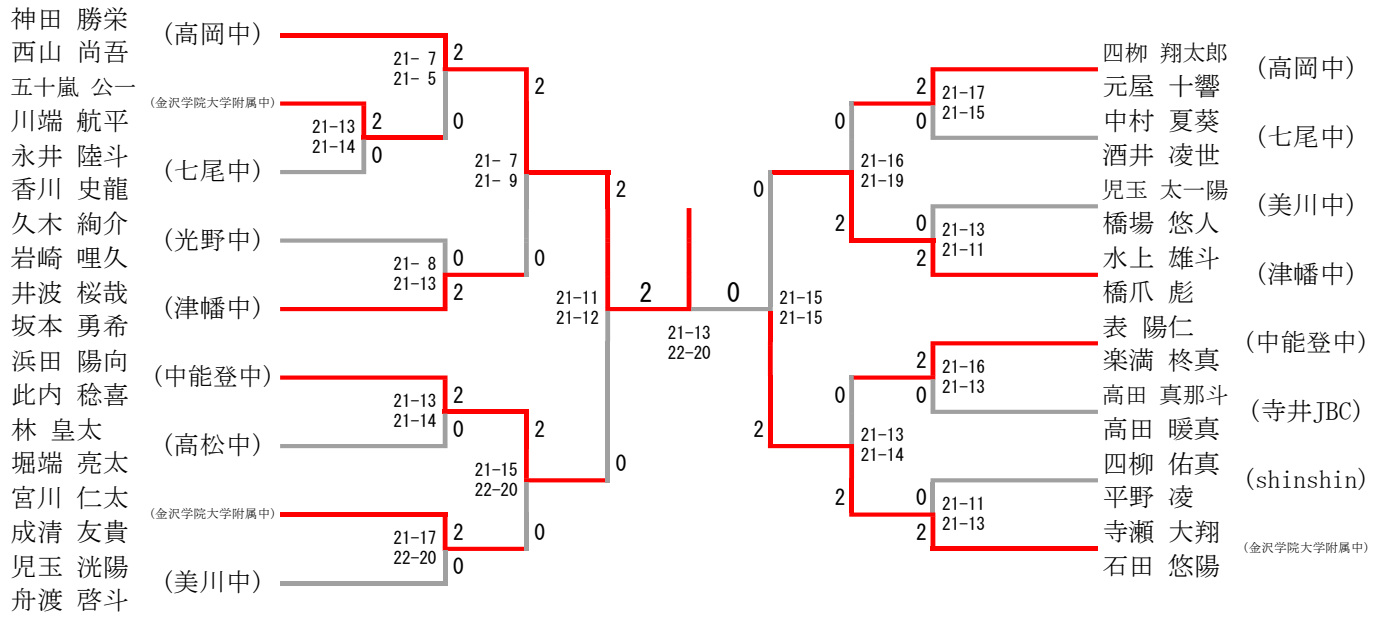 神田 勝栄
西山 尚吾
(高岡中)
五十嵐 公一
川端 航平
(金沢学院大学附属中)
永井 陸斗
香川 史龍
(七尾中)
久木 絢介
岩崎 哩久
(光野中)
井波 桜哉
坂本 勇希
(津幡中)
浜田 陽向
此内 稔喜
(中能登中)
林 皇太
堀端 亮太
(高松中)
宮川 仁太
成清 友貴
(金沢学院大学附属中)
児玉 洸陽
舟渡 啓斗
(美川中)
21- 7
21- 5
2
0
21-13
21-14
2
0
21- 7
21- 9
2
0
21- 8
21-13
0
2
21-11
21-12
2
0
21-13
21-14
2
0
21-15
22-20
2
0
21-17
22-20
2
0
2
0
21-13
22-20
四栁 翔太郎
元屋 十響
(高岡中)
中村 夏葵
酒井 凌世
(七尾中)
児玉 太一陽
橋場 悠人
(美川中)
水上 雄斗
橋爪 彪
(津幡中)
表 陽仁
楽満 柊真
(中能登中)
高田 真那斗
高田 暖真
(寺井JBC)
四柳 佑真
平野 凌
(shinshin)
寺瀬 大翔
石田 悠陽
(金沢学院大学附属中)
2
0
21-17
21-15
0
2
21-16
21-19
0
2
21-13
21-11
0
2
21-15
21-15
2
0
21-16
21-13
0
2
21-13
21-14
0
2
21-11
21-13